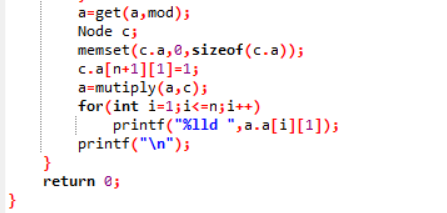 a=get(a,mod);
Node c;
memset(c.a,0,sizeof(c.a));
c.a[n+1][1]=1;
a=mutiply(a,c);
for(int i=1;i<=n;i++)
printf("%lld ",a.a[i][1]);
printf("\n");
}
return 0;
}